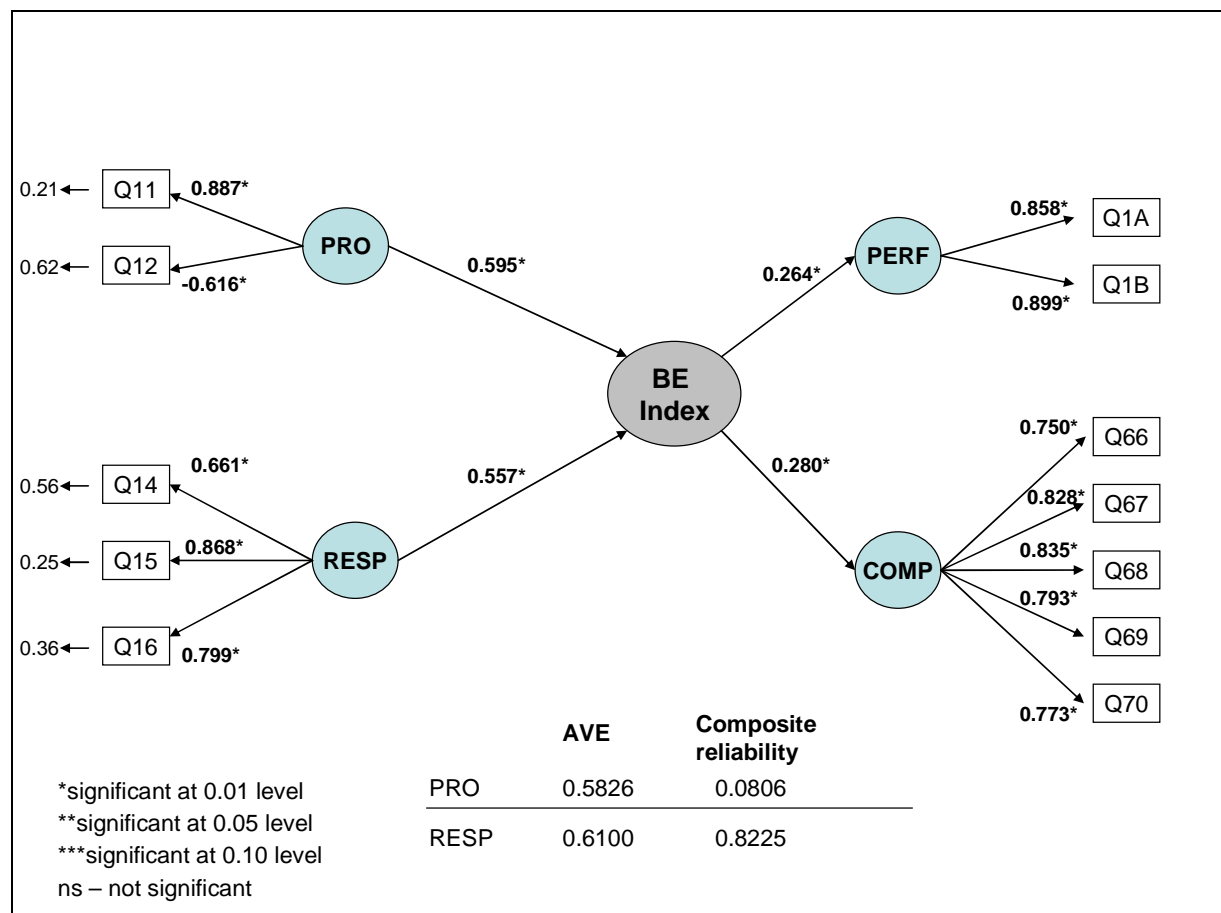 0.21
Q11
0.887*
0.62
Q12
-0.616*
PRO
0.595*
0.56
Q14
0.661*
0.25
Q15
0.868*
0.36
Q16
0.799*
RESP
0.557*
BE
Index
0.264*
PERF
0.858*
Q1A
0.899*
Q1B
0.280*
COMP
0.750*
Q66
0.828*
Q67
0.835*
Q68
0.793*
Q69
0.773*
Q70
AVE Composite
reliability
PRO 0.5826 0.0806
RESP 0.6100 0.8225
*significant at 0.01 level
**significant at 0.05 level
***significant at 0.10 level
ns – not significant